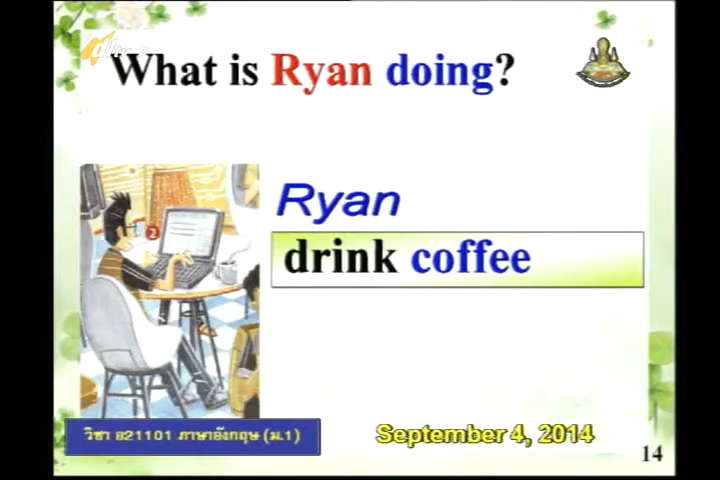 What is Ryan doing?
Ryan
2
drink coffee
วิชา อ21101 ภาษาอังกฤษ (ม.1)
September 4, 2014
14